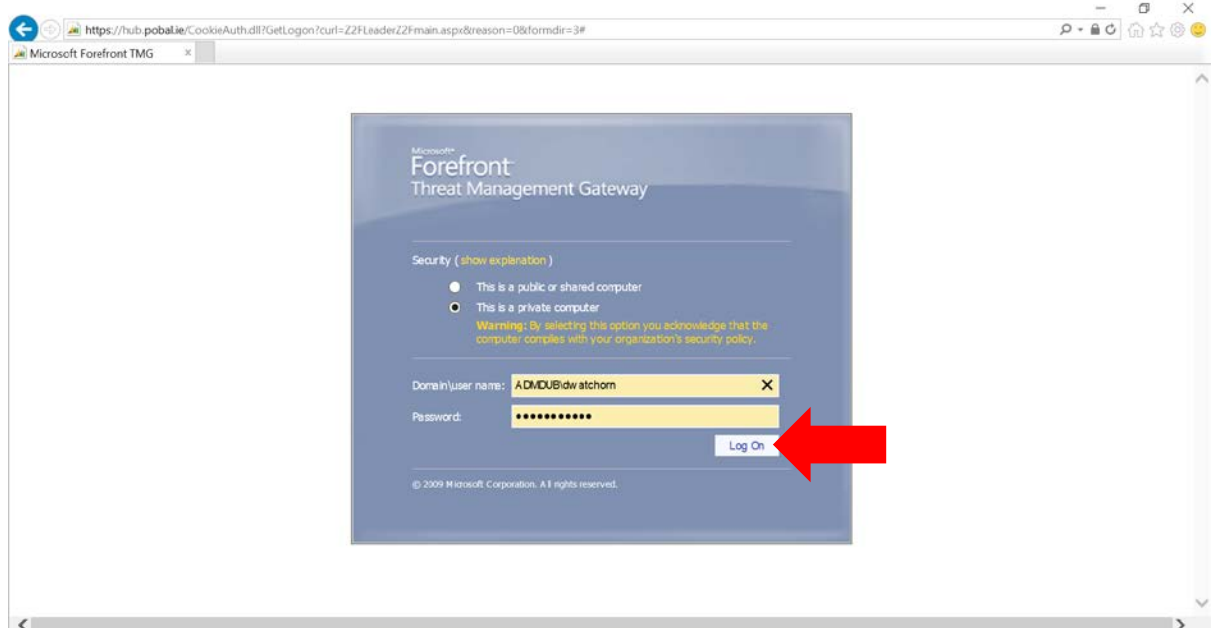 https://hub.pobal.ie/CookieAuth.dll?GetLogon?curl=Z2FLeaderZ2Fmain.aspx&reason=0&formdir=3#
Microsoft Forefront TMG
Microsoft
Forefront
Threat Management Gateway
Security ( show explanation )
This is a public or shared computer
This is a private computer
Warning: By selecting this option you acknowledge that the
computer complies with your organization's security policy.
Domain\user name: ADMDUB\dwatchorn
Password: •••••••••••
Log On
© 2009 Microsoft Corporation. All rights reserved.